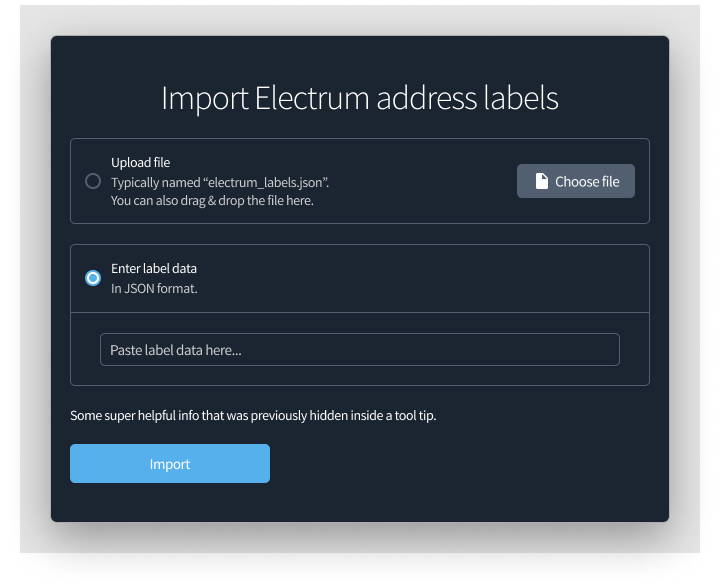 Import Electrum address labels
Upload file
Typically named “electrum_labels.json”.
You can also drag & drop the file here.
Choose file
Enter label data
In JSON format.
Paste label data here...
Some super helpful info that was previously hidden inside a tool tip.
Import